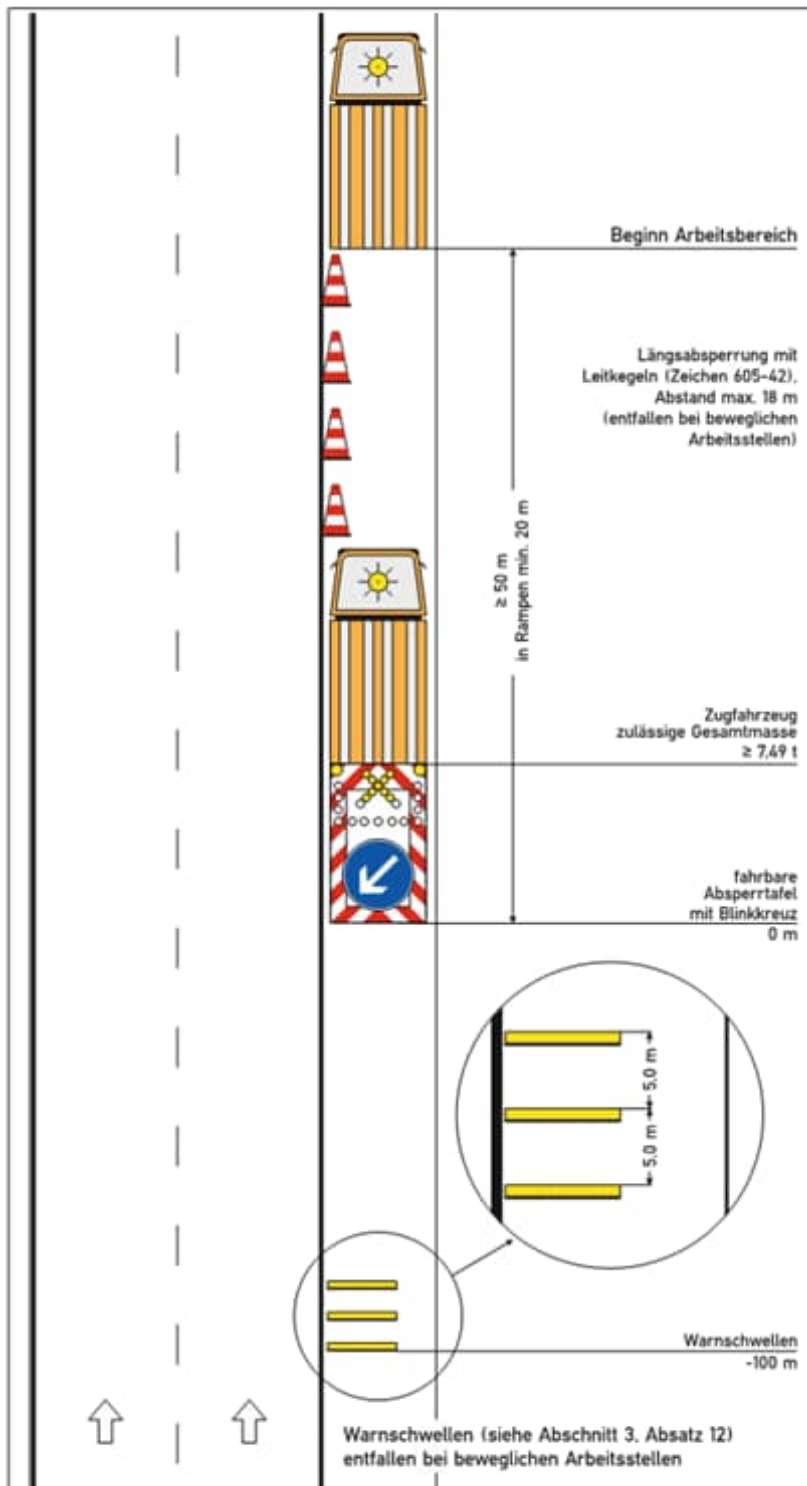 Beginn Arbeitsbereich
Längsabsperrung mit
Leitkegeln (Zeichen 605-42),
Abstand max. 18 m
(entfallen bei beweglichen
Arbeitsstellen)
≥ 50 m
in Rampen min. 20 m
Zugfahrzeug
zulässige Gesamtmasse
≥ 7,49 t
fahrbare
Absperrtafel
mit Blinkkreuz
0 m
5,0 m
5,0 m
Warnschwellen
-100 m
Warnschwellen (siehe Abschnitt 3, Absatz 12)
entfallen bei beweglichen Arbeitsstellen